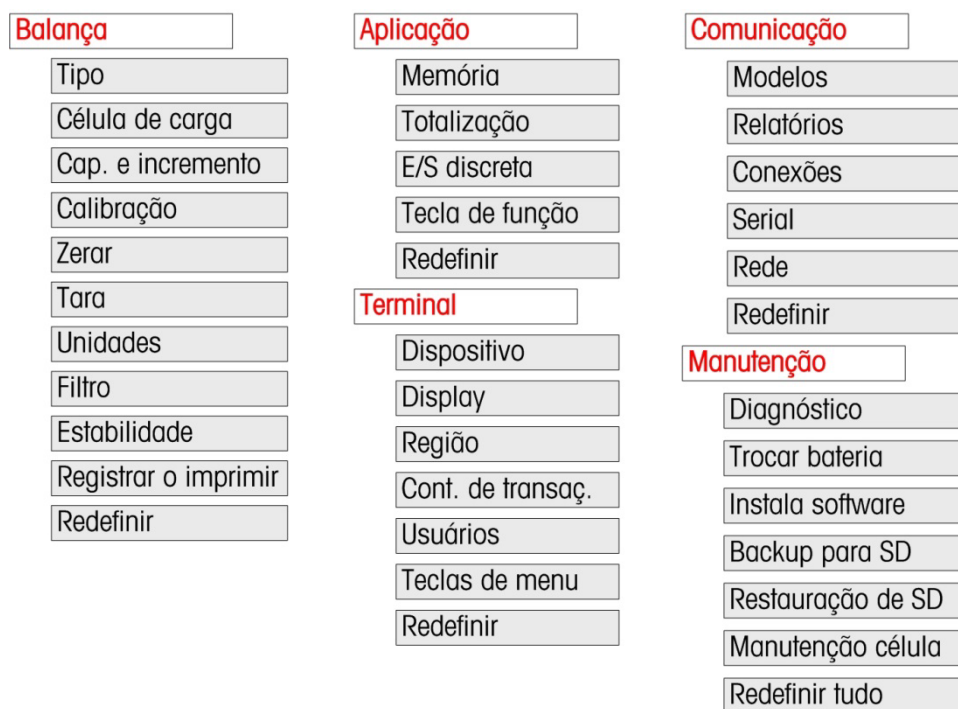 Balança
Tipo
Célula de carga
Cap. e incremento
Calibração
Zerar
Tara
Unidades
Filtro
Estabilidade
Registrar o imprimir
Redefinir
Aplicação
Memória
Totalização
E/S discreta
Tecla de função
Redefinir
Terminal
Dispositivo
Display
Região
Cont. de transaç.
Usuários
Teclas de menu
Redefinir
Comunicação
Modelos
Relatórios
Conexões
Serial
Rede
Redefinir
Manutenção
Diagnóstico
Trocar bateria
Instala software
Backup para SD
Restauração de SD
Manutenção célula
Redefinir tudo